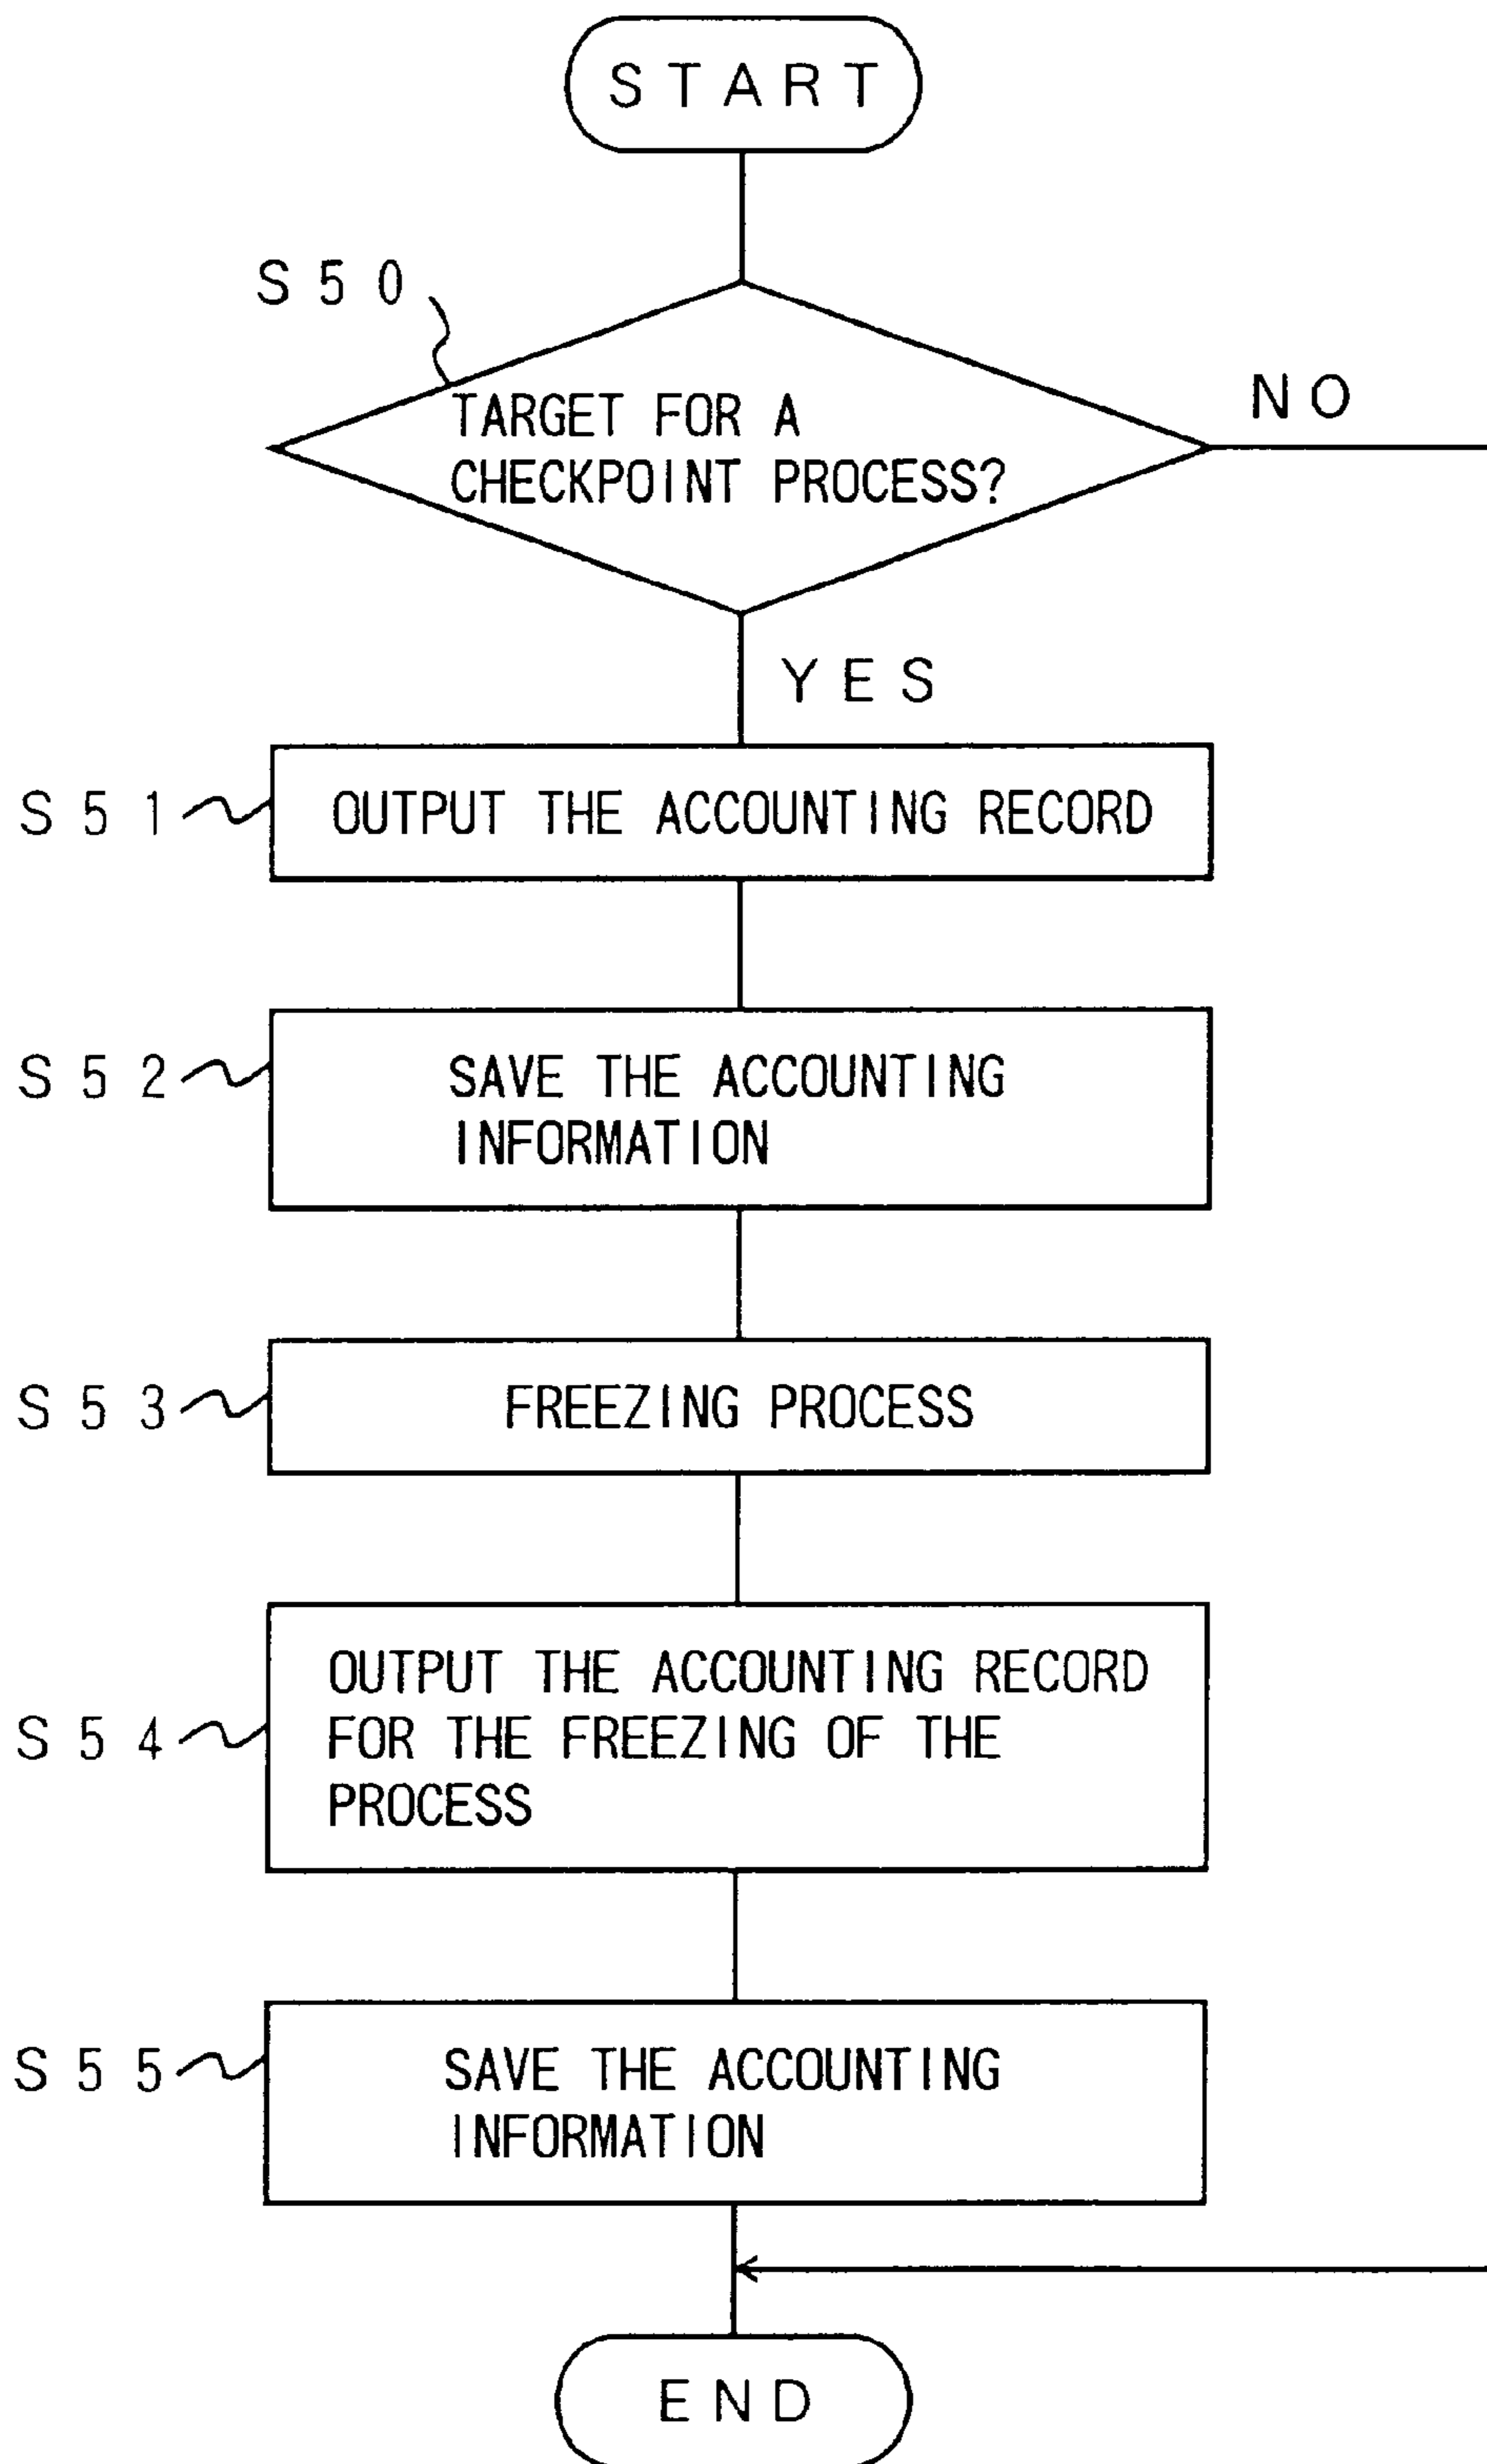 START
S50
TARGET FOR A
CHECKPOINT PROCESS?
NO
YES
S51
OUTPUT THE ACCOUNTING RECORD
S52
SAVE THE ACCOUNTING
INFORMATION
S53
FREEZING PROCESS
S54
OUTPUT THE ACCOUNTING RECORD
FOR THE FREEZING OF THE
PROCESS
S55
SAVE THE ACCOUNTING
INFORMATION
END